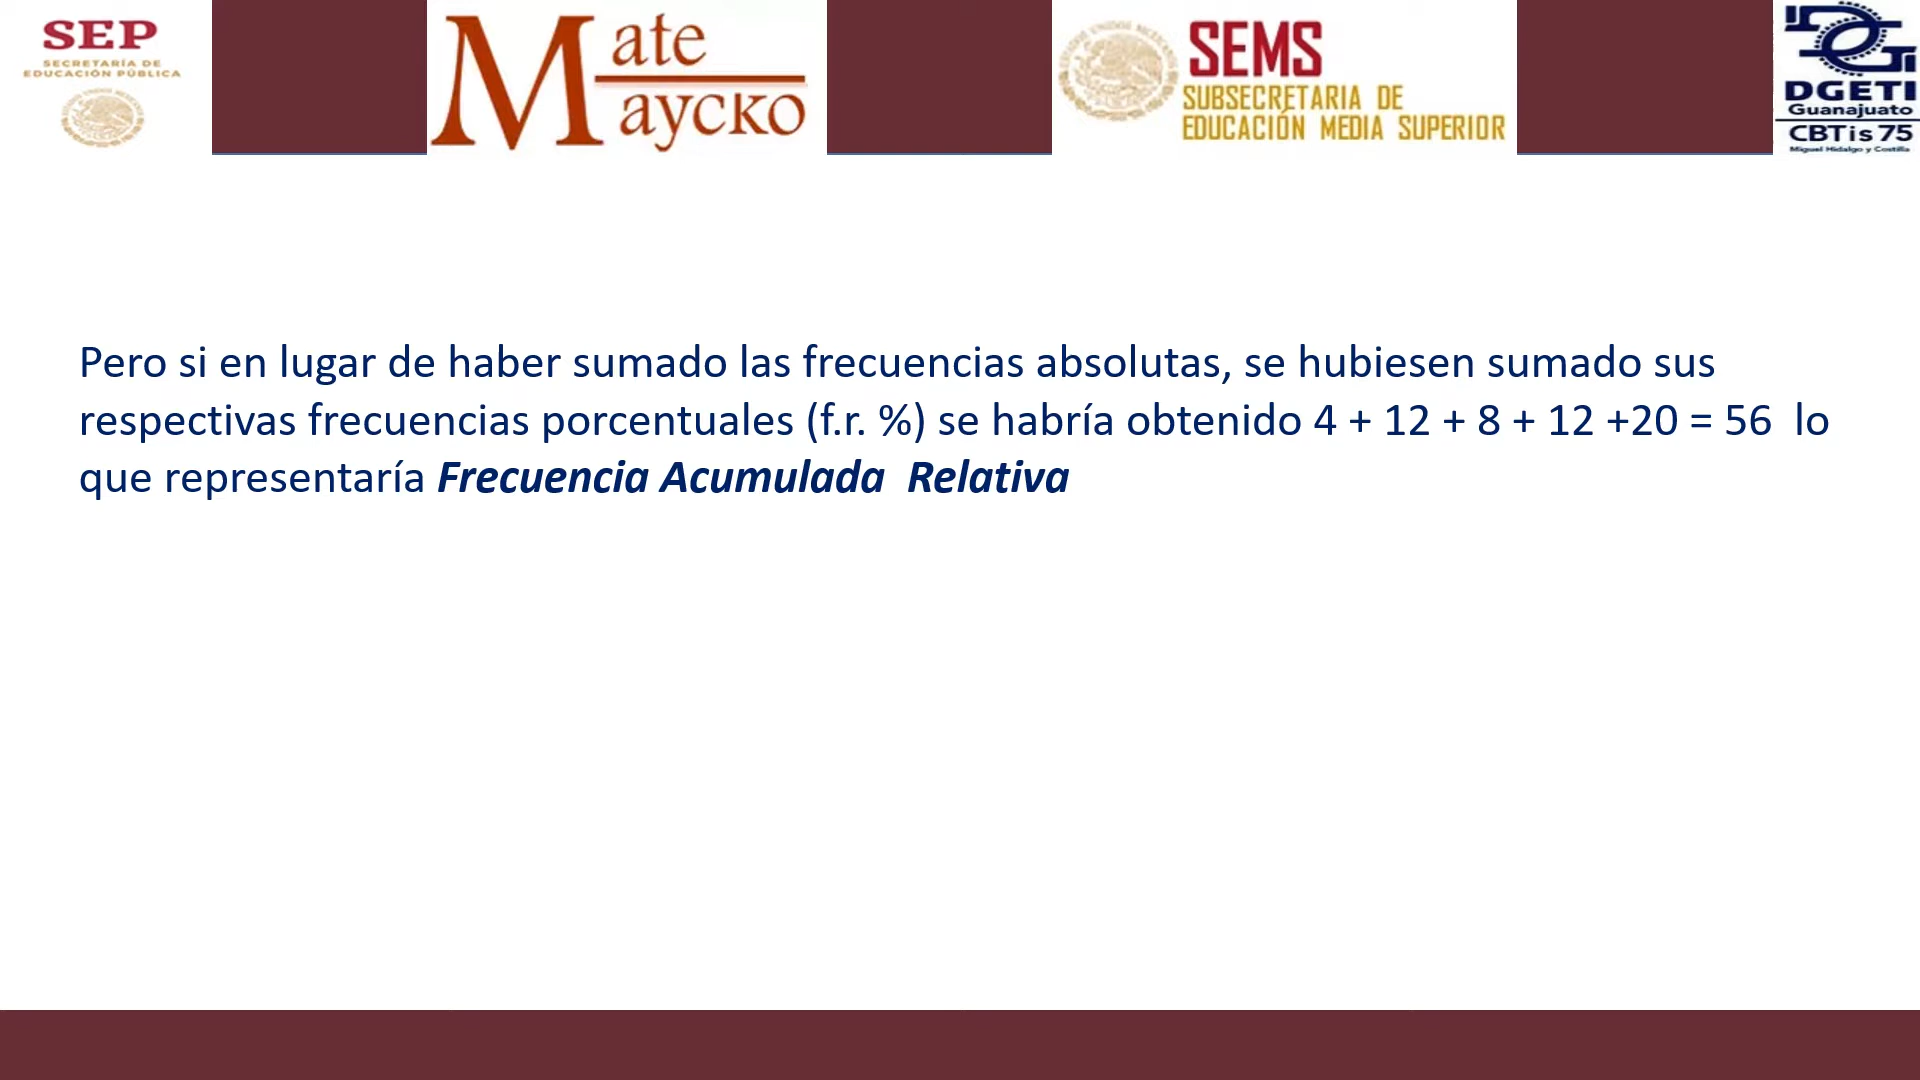 SEP
SECRETARÍA DE
EDUCACIÓN PÚBLICA
Mate
Maycko
SEMS
SUBSECRETARIA DE
EDUCACIÓN MEDIA SUPERIOR
DGETI
Guanajuato
CBTis 75
Miguel Hidalgo y Costilla
Pero si en lugar de haber sumado las frecuencias absolutas, se hubiesen sumado sus
respectivas frecuencias porcentuales (f.r. %) se habría obtenido 4 + 12 + 8 + 12 +20 = 56 lo
que representaría Frecuencia Acumulada Relativa